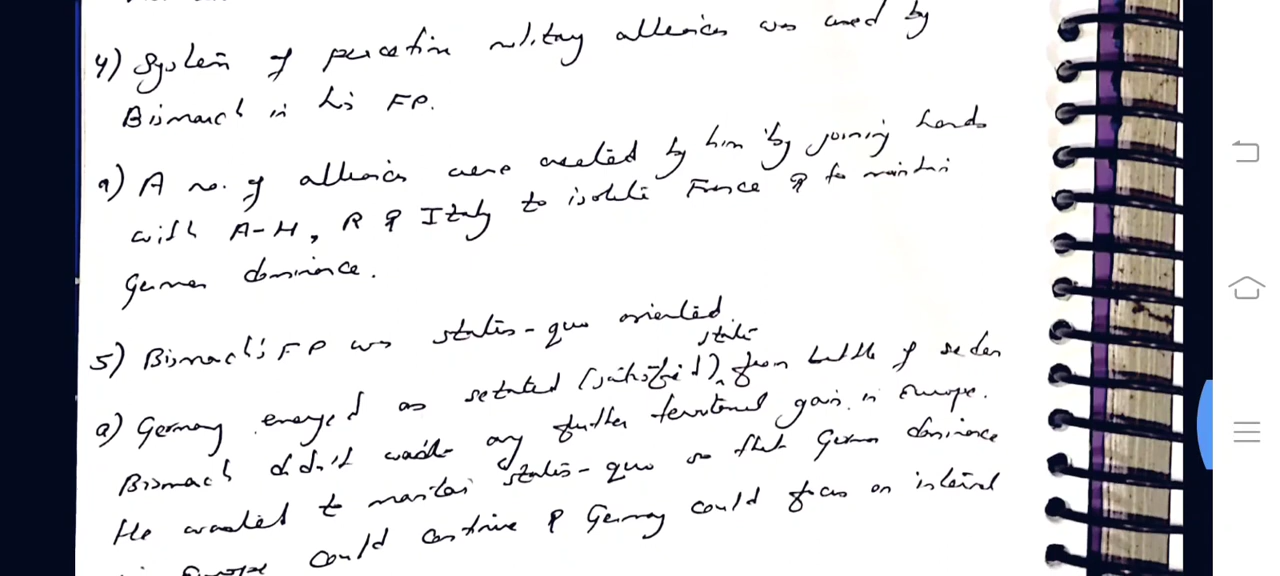 4) System of peacetime military alliances was used by
Bismarck in his FP.
a) A no. of alliances were created by him by joining hands
with A-H, R & Italy to isolate France & to maintain
German dominance.
5) Bismarck's FP was status-quo oriented
state
a) Germany emerged as satiated (satisfied) from battle of sedan
Bismarck didn't want any further territorial gain in Europe.
He wanted to maintain status-quo so that German dominance
in Europe could continue & Germany could focus on internal